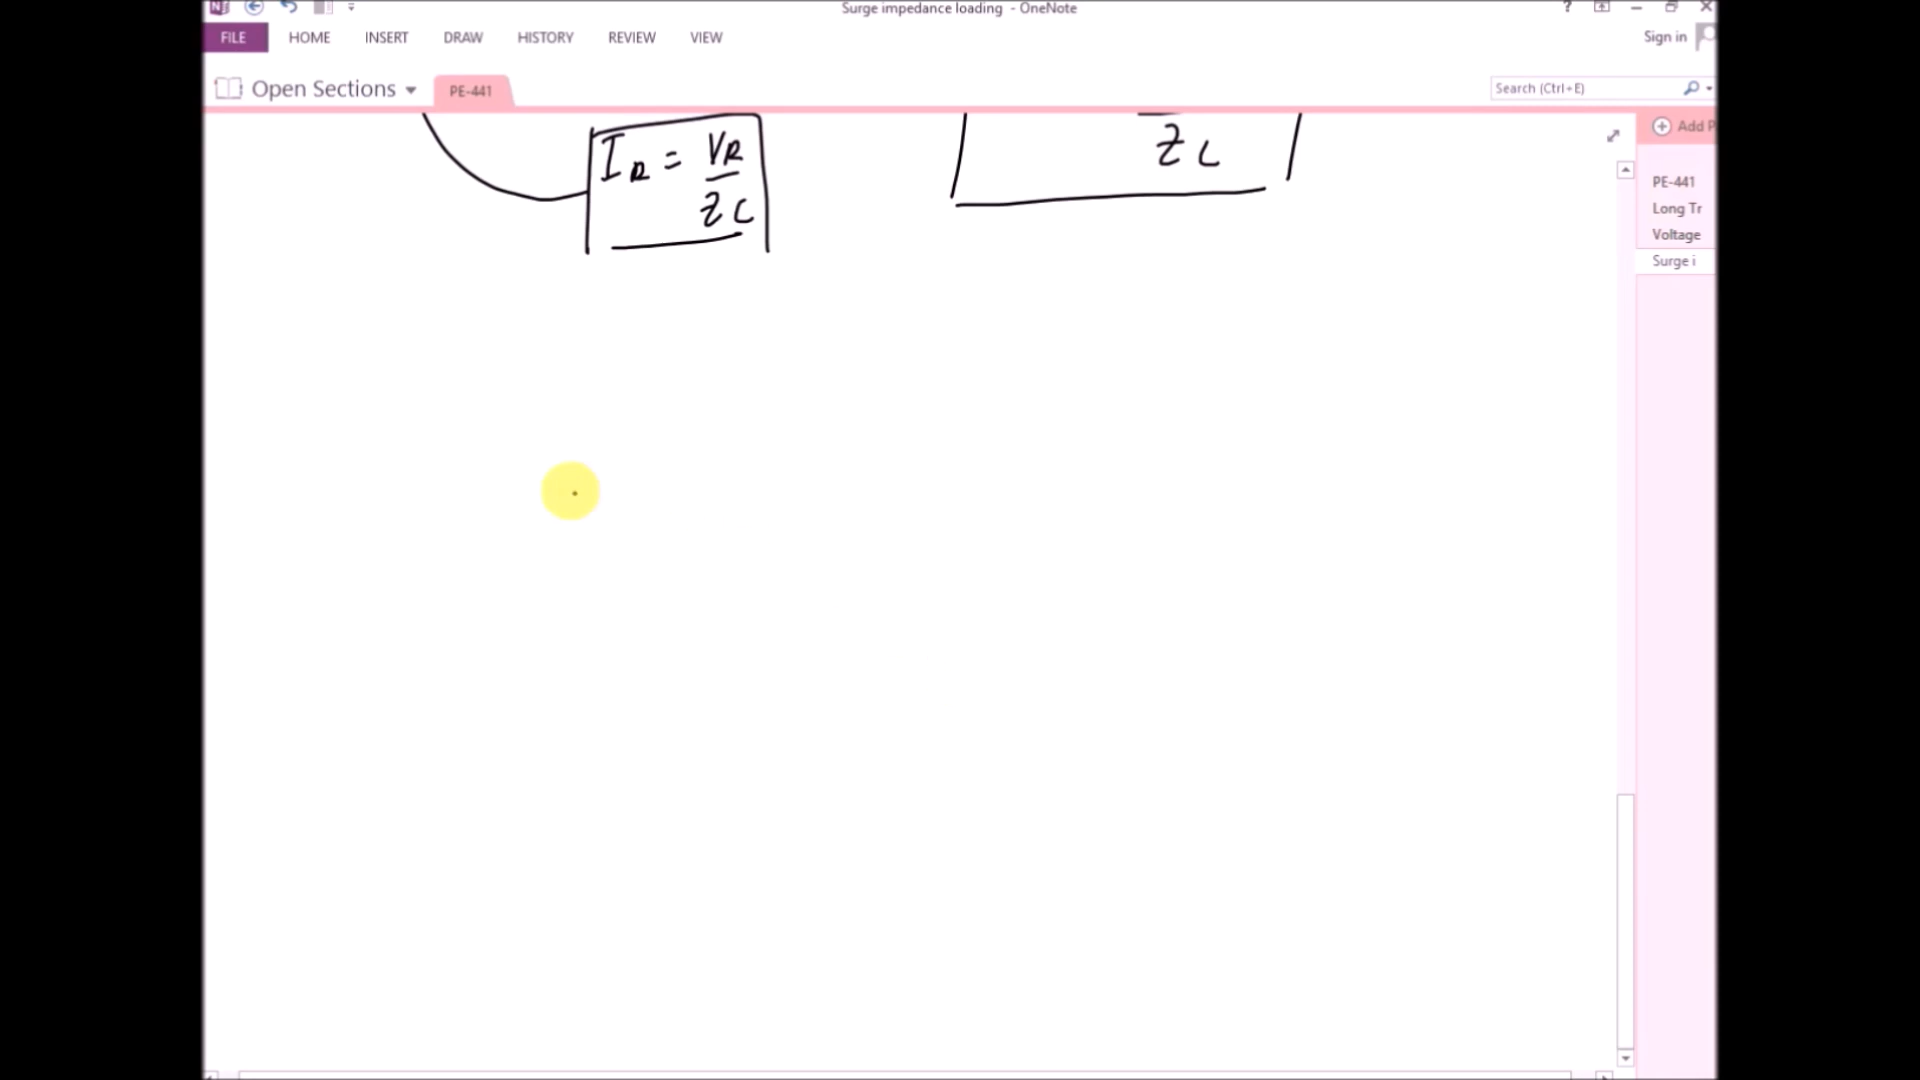 Surge impedance loading - OneNote
?
FILE HOME INSERT DRAW HISTORY REVIEW VIEW
Sign in
Open Sections
PE-441
Search (Ctrl+E)
Add P
PE-441
Long Tr
Voltage
Surge i
I_R = V_R / Z_C
Z_C